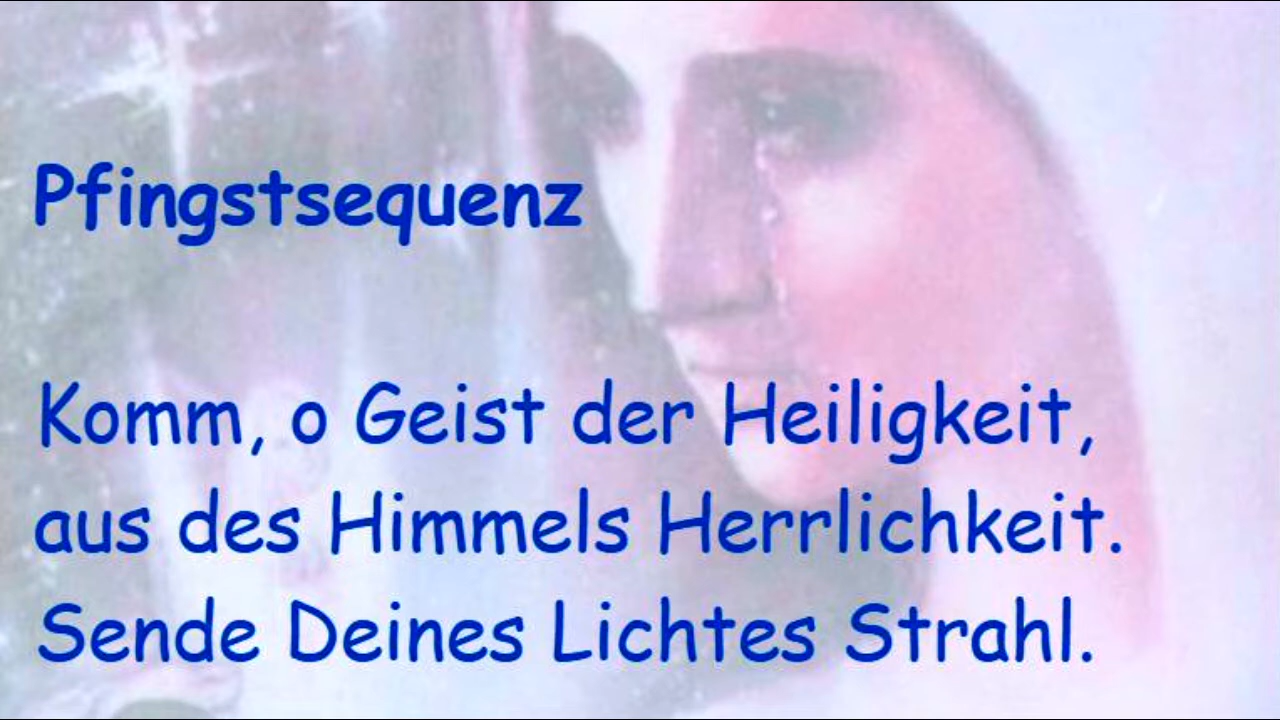 Pfingstsequenz
Komm, o Geist der Heiligkeit,
aus des Himmels Herrlichkeit.
Sende Deines Lichtes Strahl.